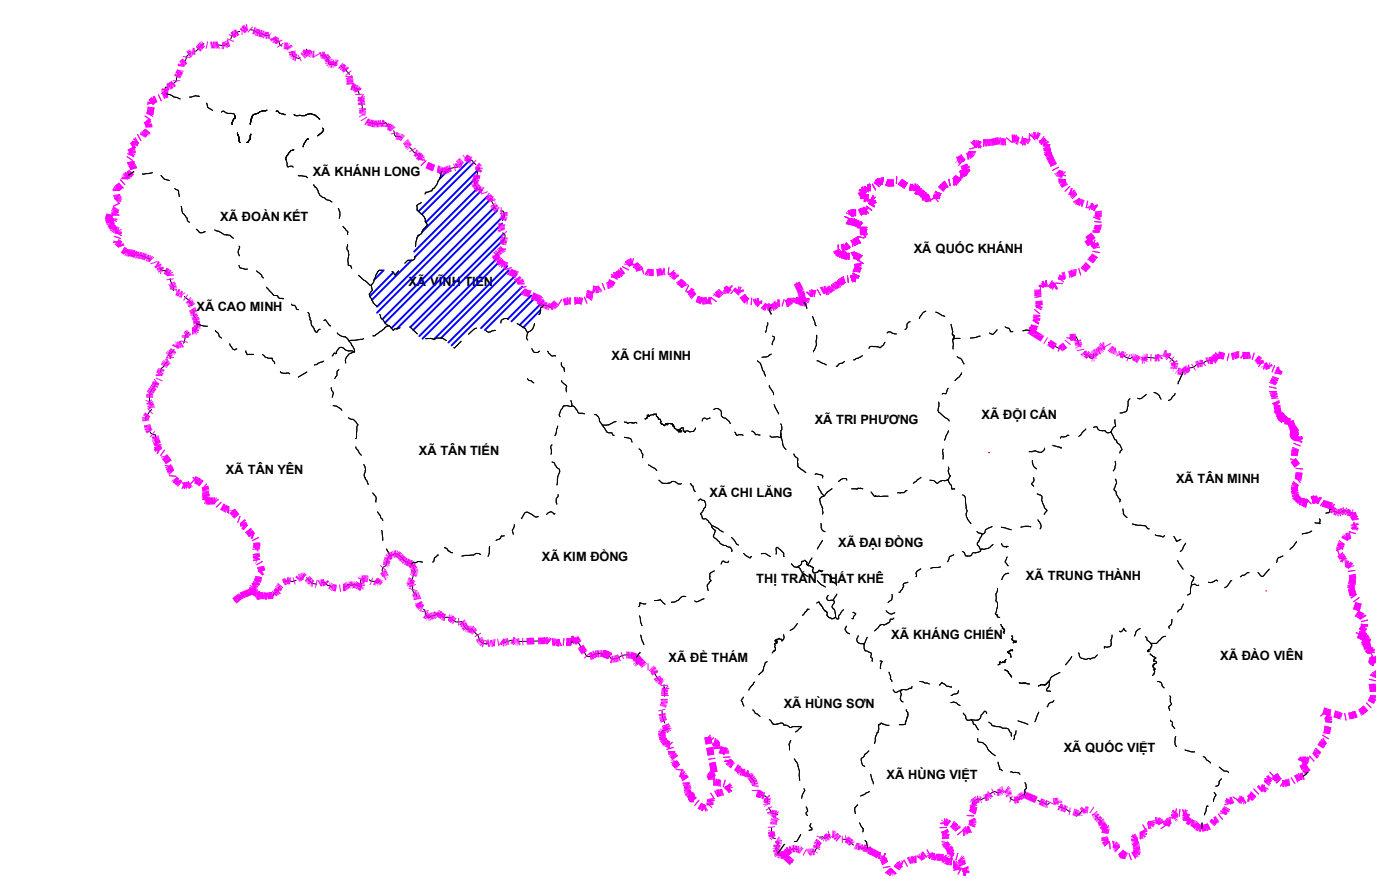 XÃ KHÁNH LONG
XÃ ĐOÀN KẾT
XÃ QUỐC KHÁNH
XÃ VĨNH TIẾN
XÃ CAO MINH
XÃ CHÍ MINH
XÃ ĐỘI CẤN
XÃ TRI PHƯƠNG
XÃ TÂN TIẾN
XÃ TÂN YÊN
XÃ TÂN MINH
XÃ CHI LĂNG
XÃ ĐẠI ĐỒNG
XÃ KIM ĐỒNG
THỊ TRẤN THẤT KHÊ
XÃ TRUNG THÀNH
XÃ KHÁNG CHIẾN
XÃ ĐỀ THÁM
XÃ ĐÀO VIÊN
XÃ HÙNG SƠN
XÃ QUỐC VIỆT
XÃ HÙNG VIỆT